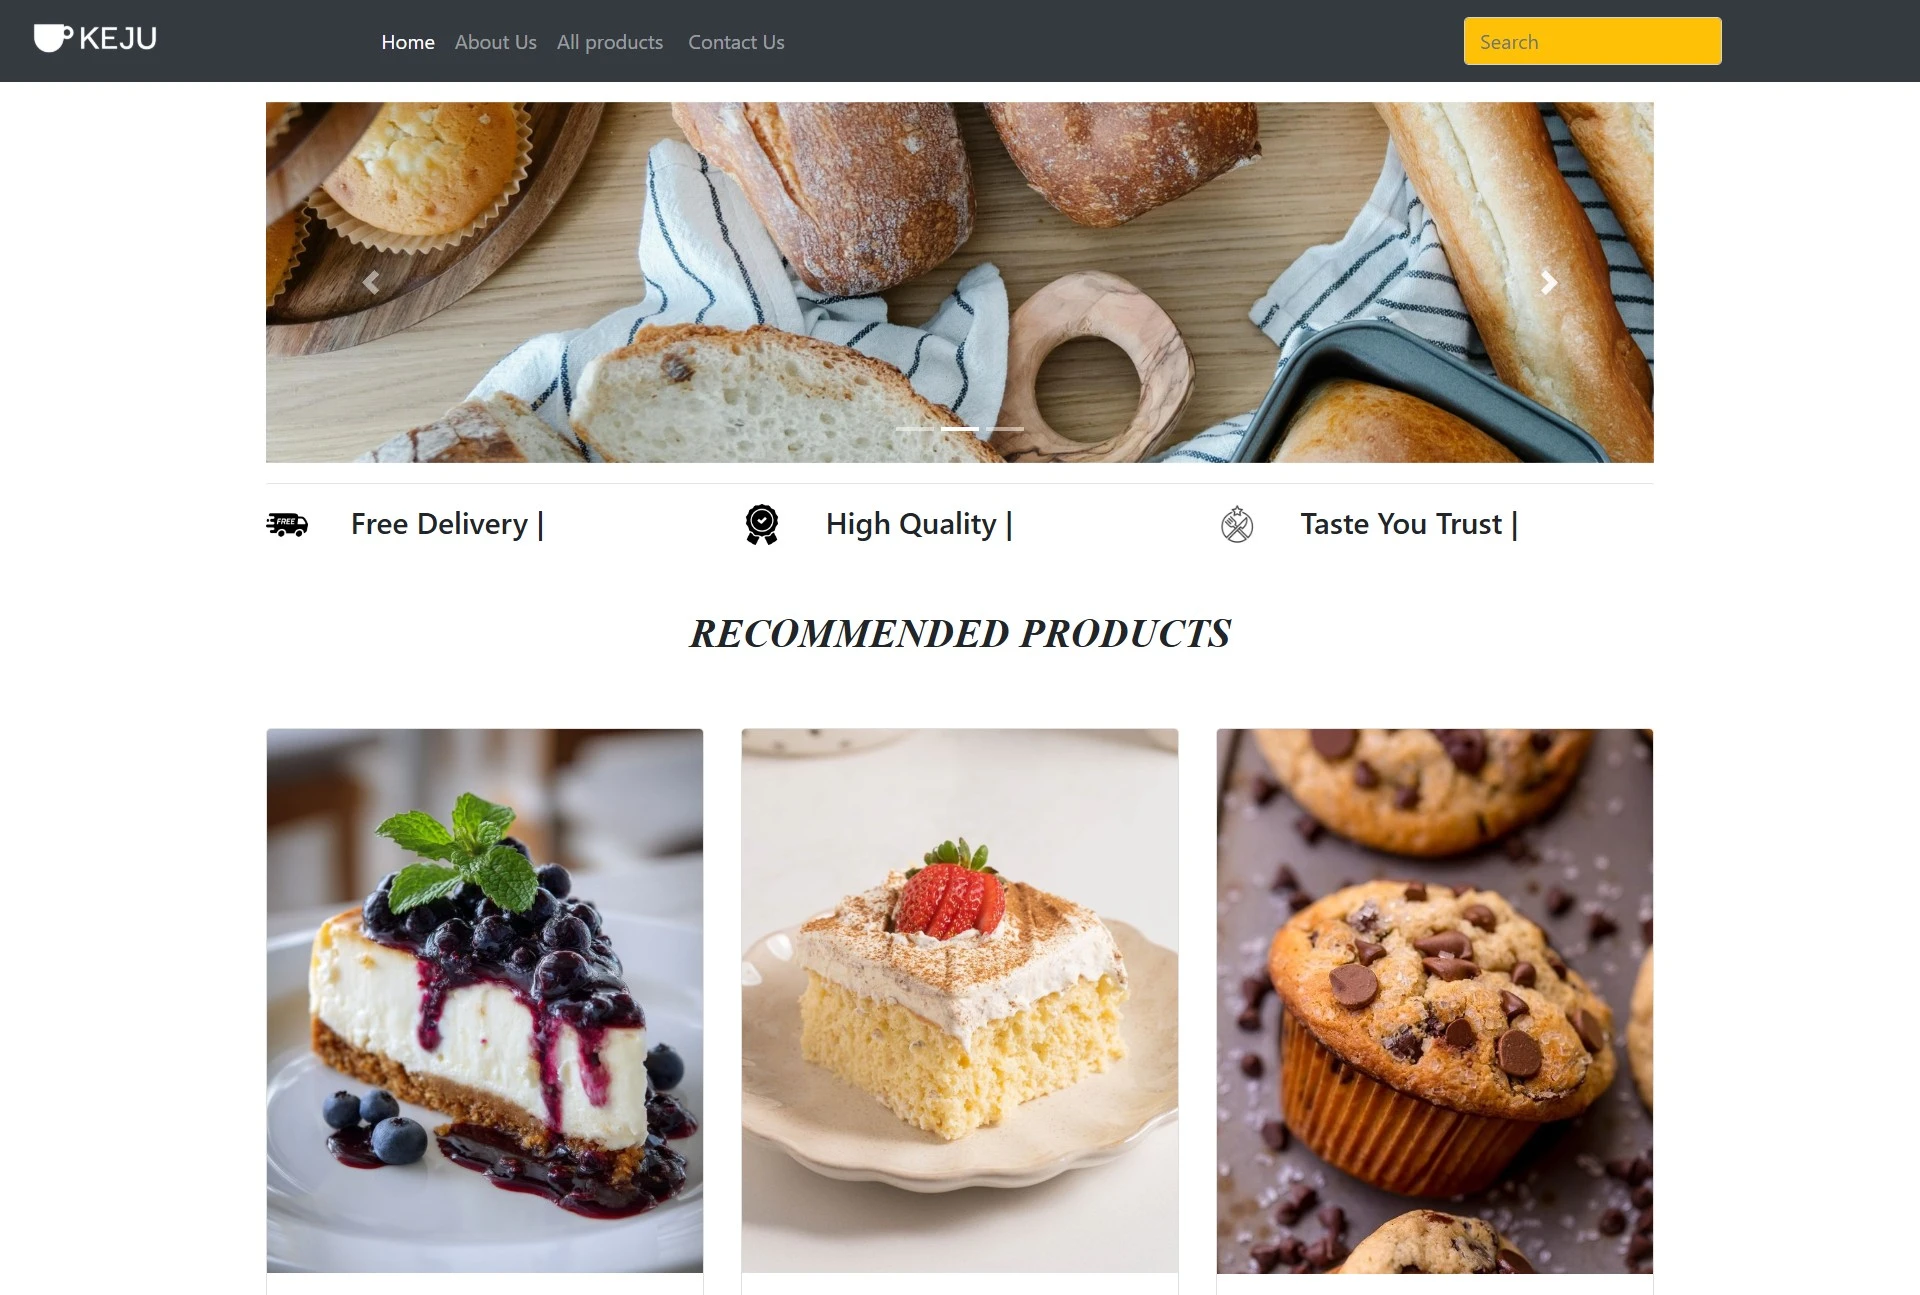 KEJU
Home About Us All products Contact Us
Search
FREE
Free Delivery |
High Quality |
Taste You Trust |
RECOMMENDED PRODUCTS